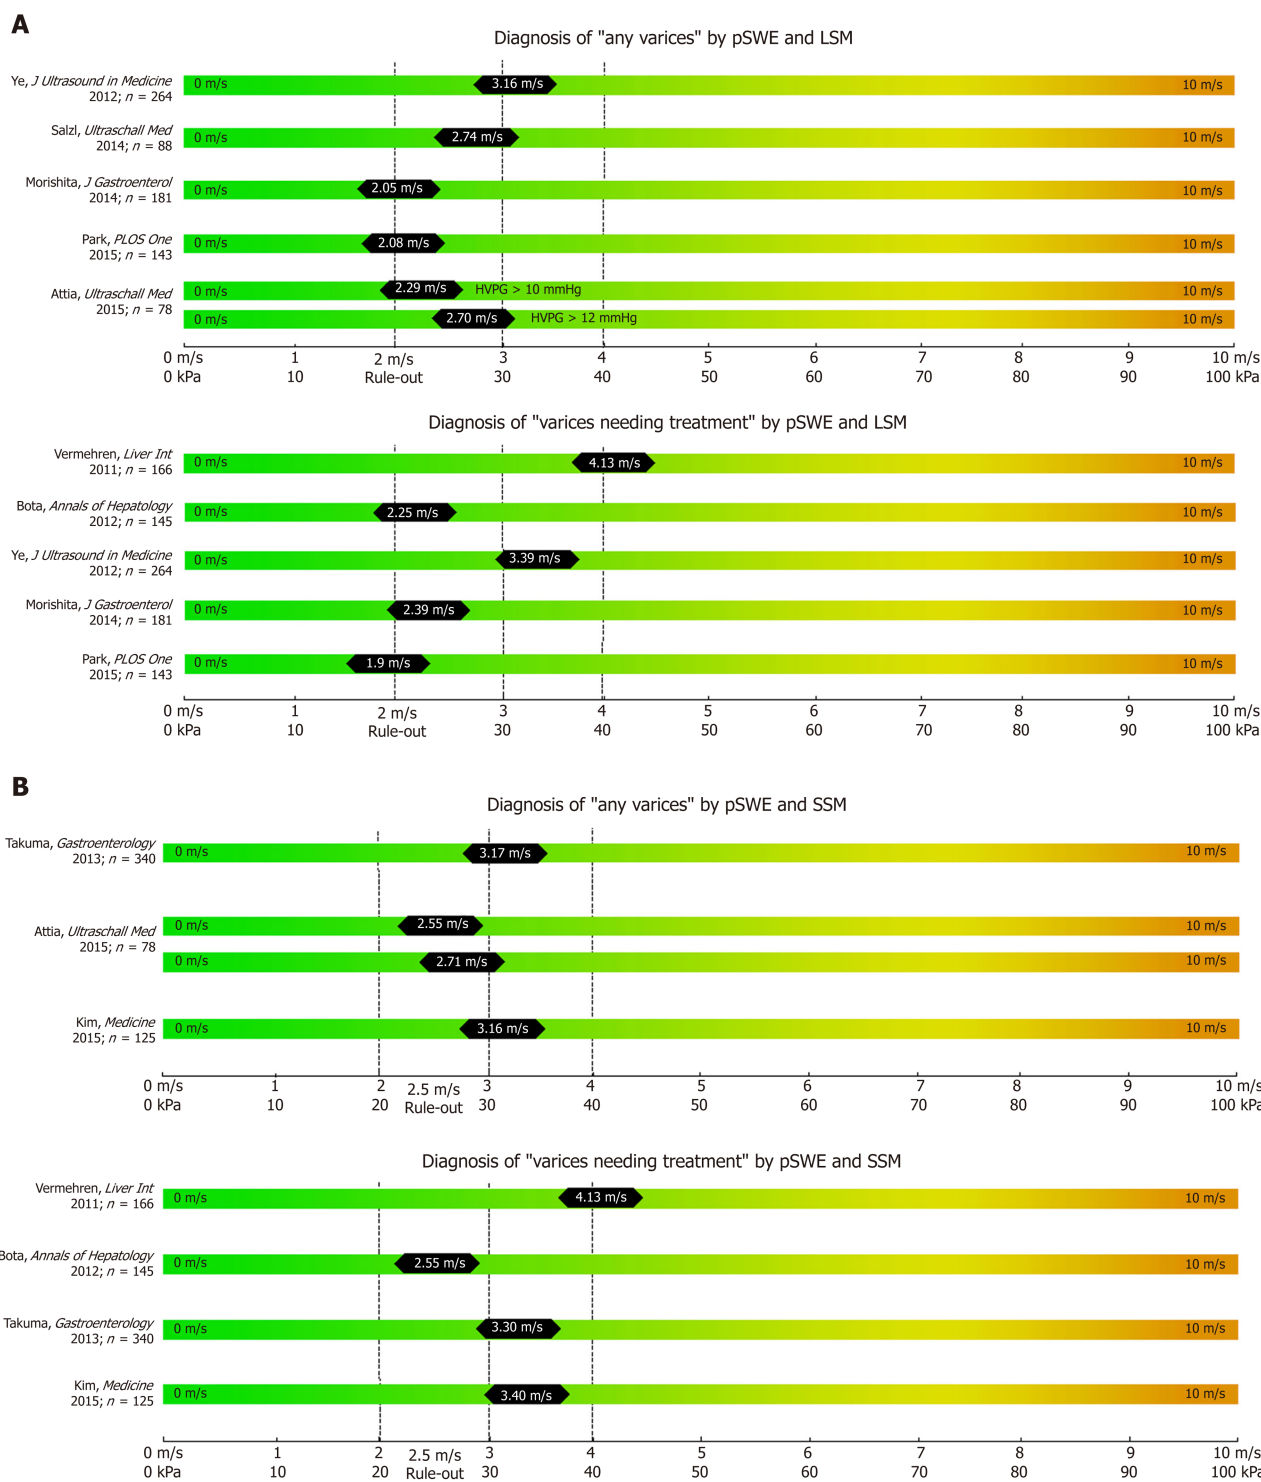 A
Diagnosis of "any varices" by pSWE and LSM
Ye, J Ultrasound in Medicine
2012; n = 264
0 m/s 3.16 m/s 10 m/s
Salzl, Ultraschall Med
2014; n = 88
0 m/s 2.74 m/s 10 m/s
Morishita, J Gastroenterol
2014; n = 181
0 m/s 2.05 m/s 10 m/s
Park, PLOS One
2015; n = 143
0 m/s 2.08 m/s 10 m/s
Attia, Ultraschall Med
2015; n = 78
0 m/s 2.29 m/s HVPG > 10 mmHg 10 m/s
0 m/s 2.70 m/s HVPG > 12 mmHg 10 m/s
0 m/s 1 2 m/s 3 4 5 6 7 8 9 10 m/s
0 kPa 10 Rule-out 30 40 50 60 70 80 90 100 kPa
Diagnosis of "varices needing treatment" by pSWE and LSM
Vermehren, Liver Int
2011; n = 166
0 m/s 4.13 m/s 10 m/s
Bota, Annals of Hepatology
2012; n = 145
0 m/s 2.25 m/s 10 m/s
Ye, J Ultrasound in Medicine
2012; n = 264
0 m/s 3.39 m/s 10 m/s
Morishita, J Gastroenterol
2014; n = 181
0 m/s 2.39 m/s 10 m/s
Park, PLOS One
2015; n = 143
0 m/s 1.9 m/s 10 m/s
0 m/s 1 2 m/s 3 4 5 6 7 8 9 10 m/s
0 kPa 10 Rule-out 30 40 50 60 70 80 90 100 kPa
B
Diagnosis of "any varices" by pSWE and SSM
Takuma, Gastroenterology
2013; n = 340
0 m/s 3.17 m/s 10 m/s
Attia, Ultraschall Med
2015; n = 78
0 m/s 2.55 m/s 10 m/s
0 m/s 2.71 m/s 10 m/s
Kim, Medicine
2015; n = 125
0 m/s 3.16 m/s 10 m/s
0 m/s 1 2 2.5 m/s 3 4 5 6 7 8 9 10 m/s
0 kPa 10 20 Rule-out 30 40 50 60 70 80 90 100 kPa
Diagnosis of "varices needing treatment" by pSWE and SSM
Vermehren, Liver Int
2011; n = 166
0 m/s 4.13 m/s 10 m/s
Bota, Annals of Hepatology
2012; n = 145
0 m/s 2.55 m/s 10 m/s
Takuma, Gastroenterology
2013; n = 340
0 m/s 3.30 m/s 10 m/s
Kim, Medicine
2015; n = 125
0 m/s 3.40 m/s 10 m/s
0 m/s 1 2 2.5 m/s 3 4 5 6 7 8 9 10 m/s
0 kPa 10 20 Rule-out 30 40 50 60 70 80 90 100 kPa